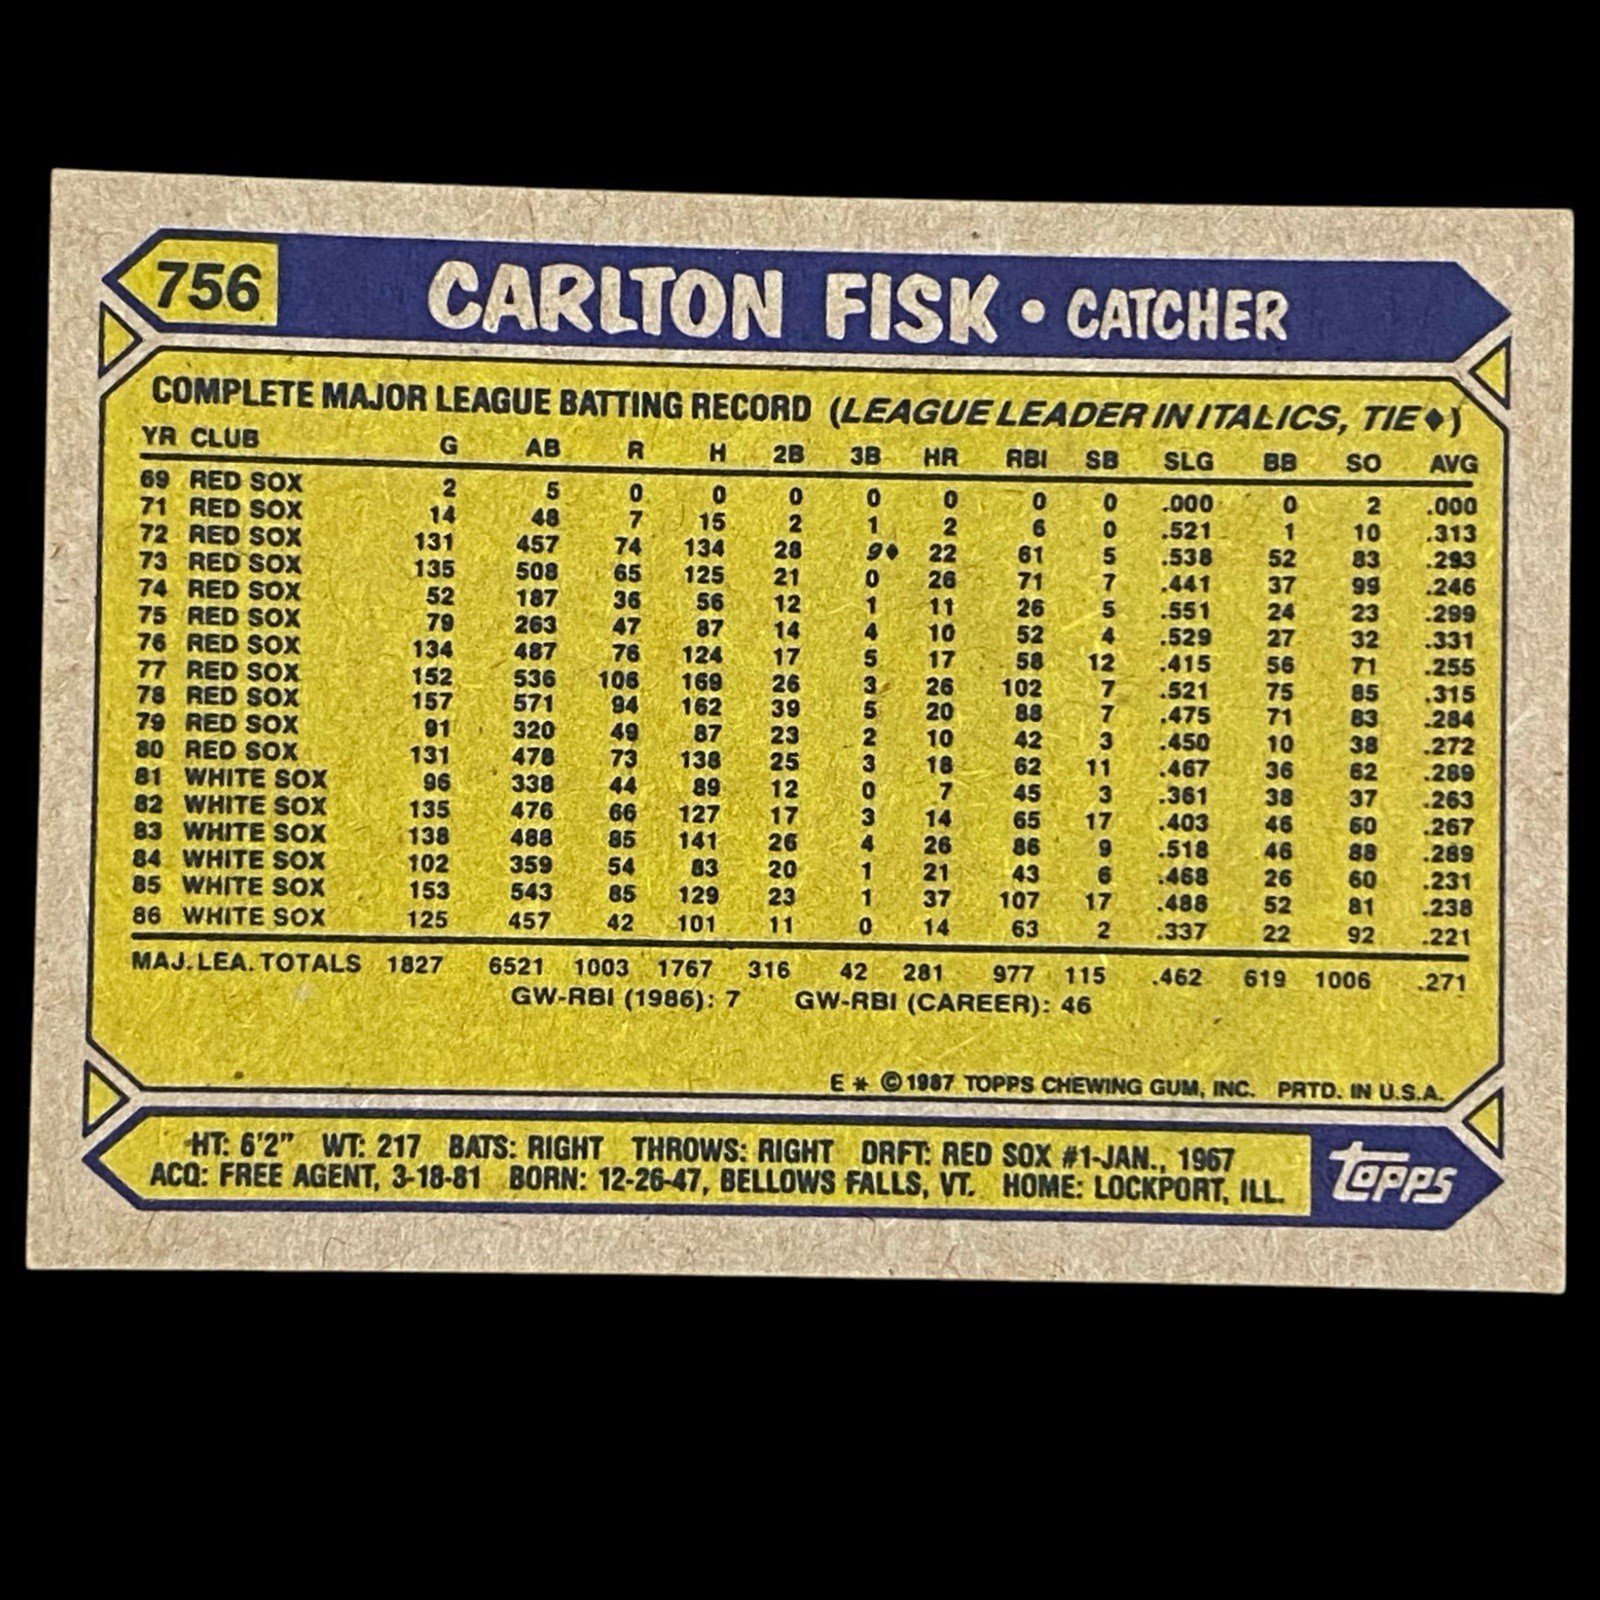 756 CARLTON FISK • CATCHER
COMPLETE MAJOR LEAGUE BATTING RECORD (LEAGUE LEADER IN ITALICS, TIE♦)
YR CLUB G AB R H 2B 3B HR RBI SB SLG BB SO AVG
69 RED SOX 2 5 0 0 0 0 0 0 0 .000 0 2 .000
71 RED SOX 14 48 7 15 2 1 2 6 0 .521 1 10 .313
72 RED SOX 131 457 74 134 28 9♦ 22 61 5 .538 52 83 .293
73 RED SOX 135 508 65 125 21 0 26 71 7 .441 37 99 .246
74 RED SOX 52 187 36 56 12 1 11 26 5 .551 24 23 .299
75 RED SOX 79 263 47 87 14 4 10 52 4 .529 27 32 .331
76 RED SOX 134 487 76 124 17 5 17 58 12 .415 56 71 .255
77 RED SOX 152 536 106 169 26 3 26 102 7 .521 75 85 .315
78 RED SOX 157 571 94 162 39 5 20 88 7 .475 71 83 .284
79 RED SOX 91 320 49 87 23 2 10 42 3 .450 10 38 .272
80 RED SOX 131 478 73 138 25 3 18 62 11 .467 36 62 .289
81 WHITE SOX 96 338 44 89 12 0 7 45 3 .361 38 37 .263
82 WHITE SOX 135 476 66 127 17 3 14 65 17 .403 46 60 .267
83 WHITE SOX 138 488 85 141 26 4 26 86 9 .518 46 88 .289
84 WHITE SOX 102 359 54 83 20 1 21 43 6 .468 26 60 .231
85 WHITE SOX 153 543 85 129 23 1 37 107 17 .488 52 81 .238
86 WHITE SOX 125 457 42 101 11 0 14 63 2 .337 22 92 .221
MAJ. LEA. TOTALS 1827 6521 1003 1767 316 42 281 977 115 .462 619 1006 .271
GW-RBI (1986): 7 GW-RBI (CAREER): 46
E * © 1987 TOPPS CHEWING GUM, INC. PRTD. IN U.S.A.
HT: 6'2" WT: 217 BATS: RIGHT THROWS: RIGHT DRFT: RED SOX #1-JAN., 1967
ACQ: FREE AGENT, 3-18-81 BORN: 12-26-47, BELLOWS FALLS, VT. HOME: LOCKPORT, ILL.
topps